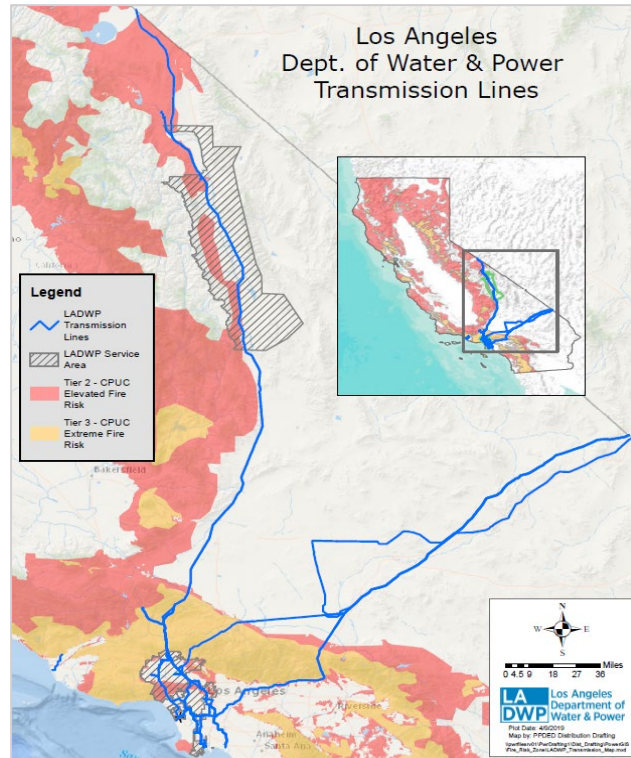 Los Angeles
Dept. of Water & Power
Transmission Lines
California
Legend
LADWP
Transmission
Lines
LADWP Service
Area
Tier 2 - CPUC
Elevated Fire
Risk
Tier 3 - CPUC
Extreme Fire
Risk
Bakersfield
Los Angeles
Riverside
Anaheim
Santa Ana
N
W
E
S
Miles
0 4.5 9 18 27 36
LA
DWP
Los Angeles
Department of
Water & Power
Plot Date: 4/9/2019
Map by: PPDED Distribution Drafting